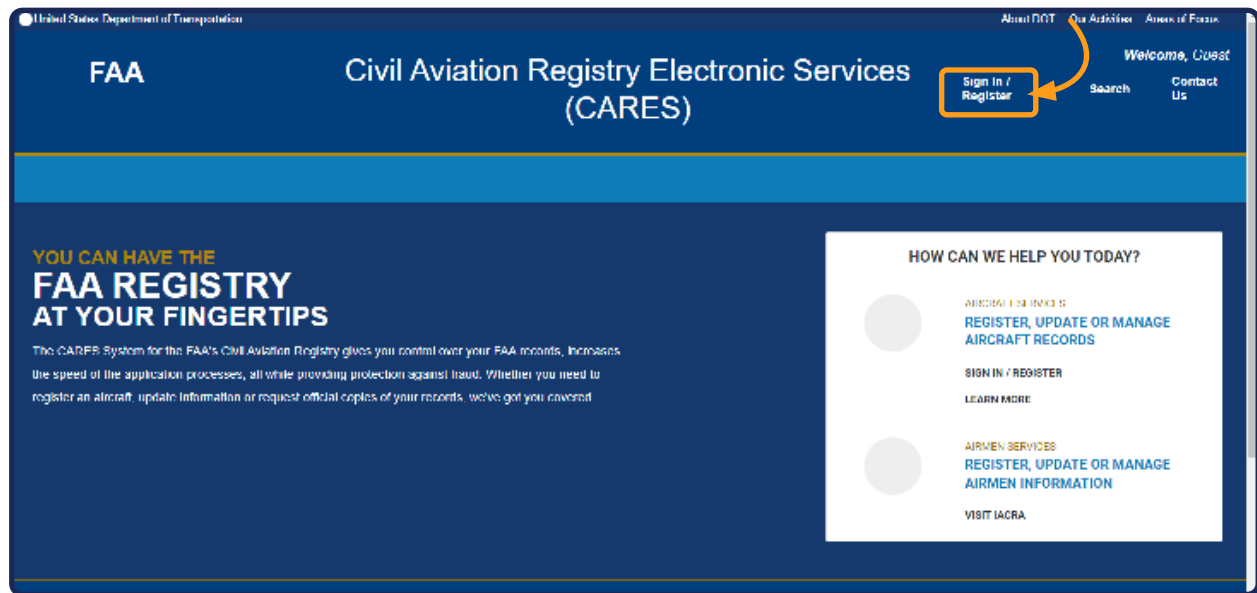 United States Department of Transportation
About DOT Our Activities Areas of Focus
FAA
Civil Aviation Registry Electronic Services
(CARES)
Welcome, Guest
Sign In /
Register
Search
Contact
Us
YOU CAN HAVE THE
FAA REGISTRY
AT YOUR FINGERTIPS
The CARES System for the FAA's Civil Aviation Registry gives you control over your FAA records, increases
the speed of the application processes, all while providing protection against fraud. Whether you need to
register an aircraft, update information or request official copies of your records, we've got you covered
HOW CAN WE HELP YOU TODAY?
AIRCRAFT SERVICES
REGISTER, UPDATE OR MANAGE
AIRCRAFT RECORDS
SIGN IN / REGISTER
LEARN MORE
AIRMEN SERVICES
REGISTER, UPDATE OR MANAGE
AIRMEN INFORMATION
VISIT IACRA